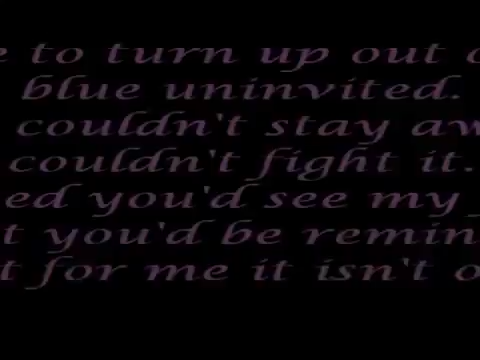 e to turn up out o
blue uninvited.
couldn't stay aw
couldn't fight it.
ed you'd see my f
t you'd be remin
t for me it isn't o